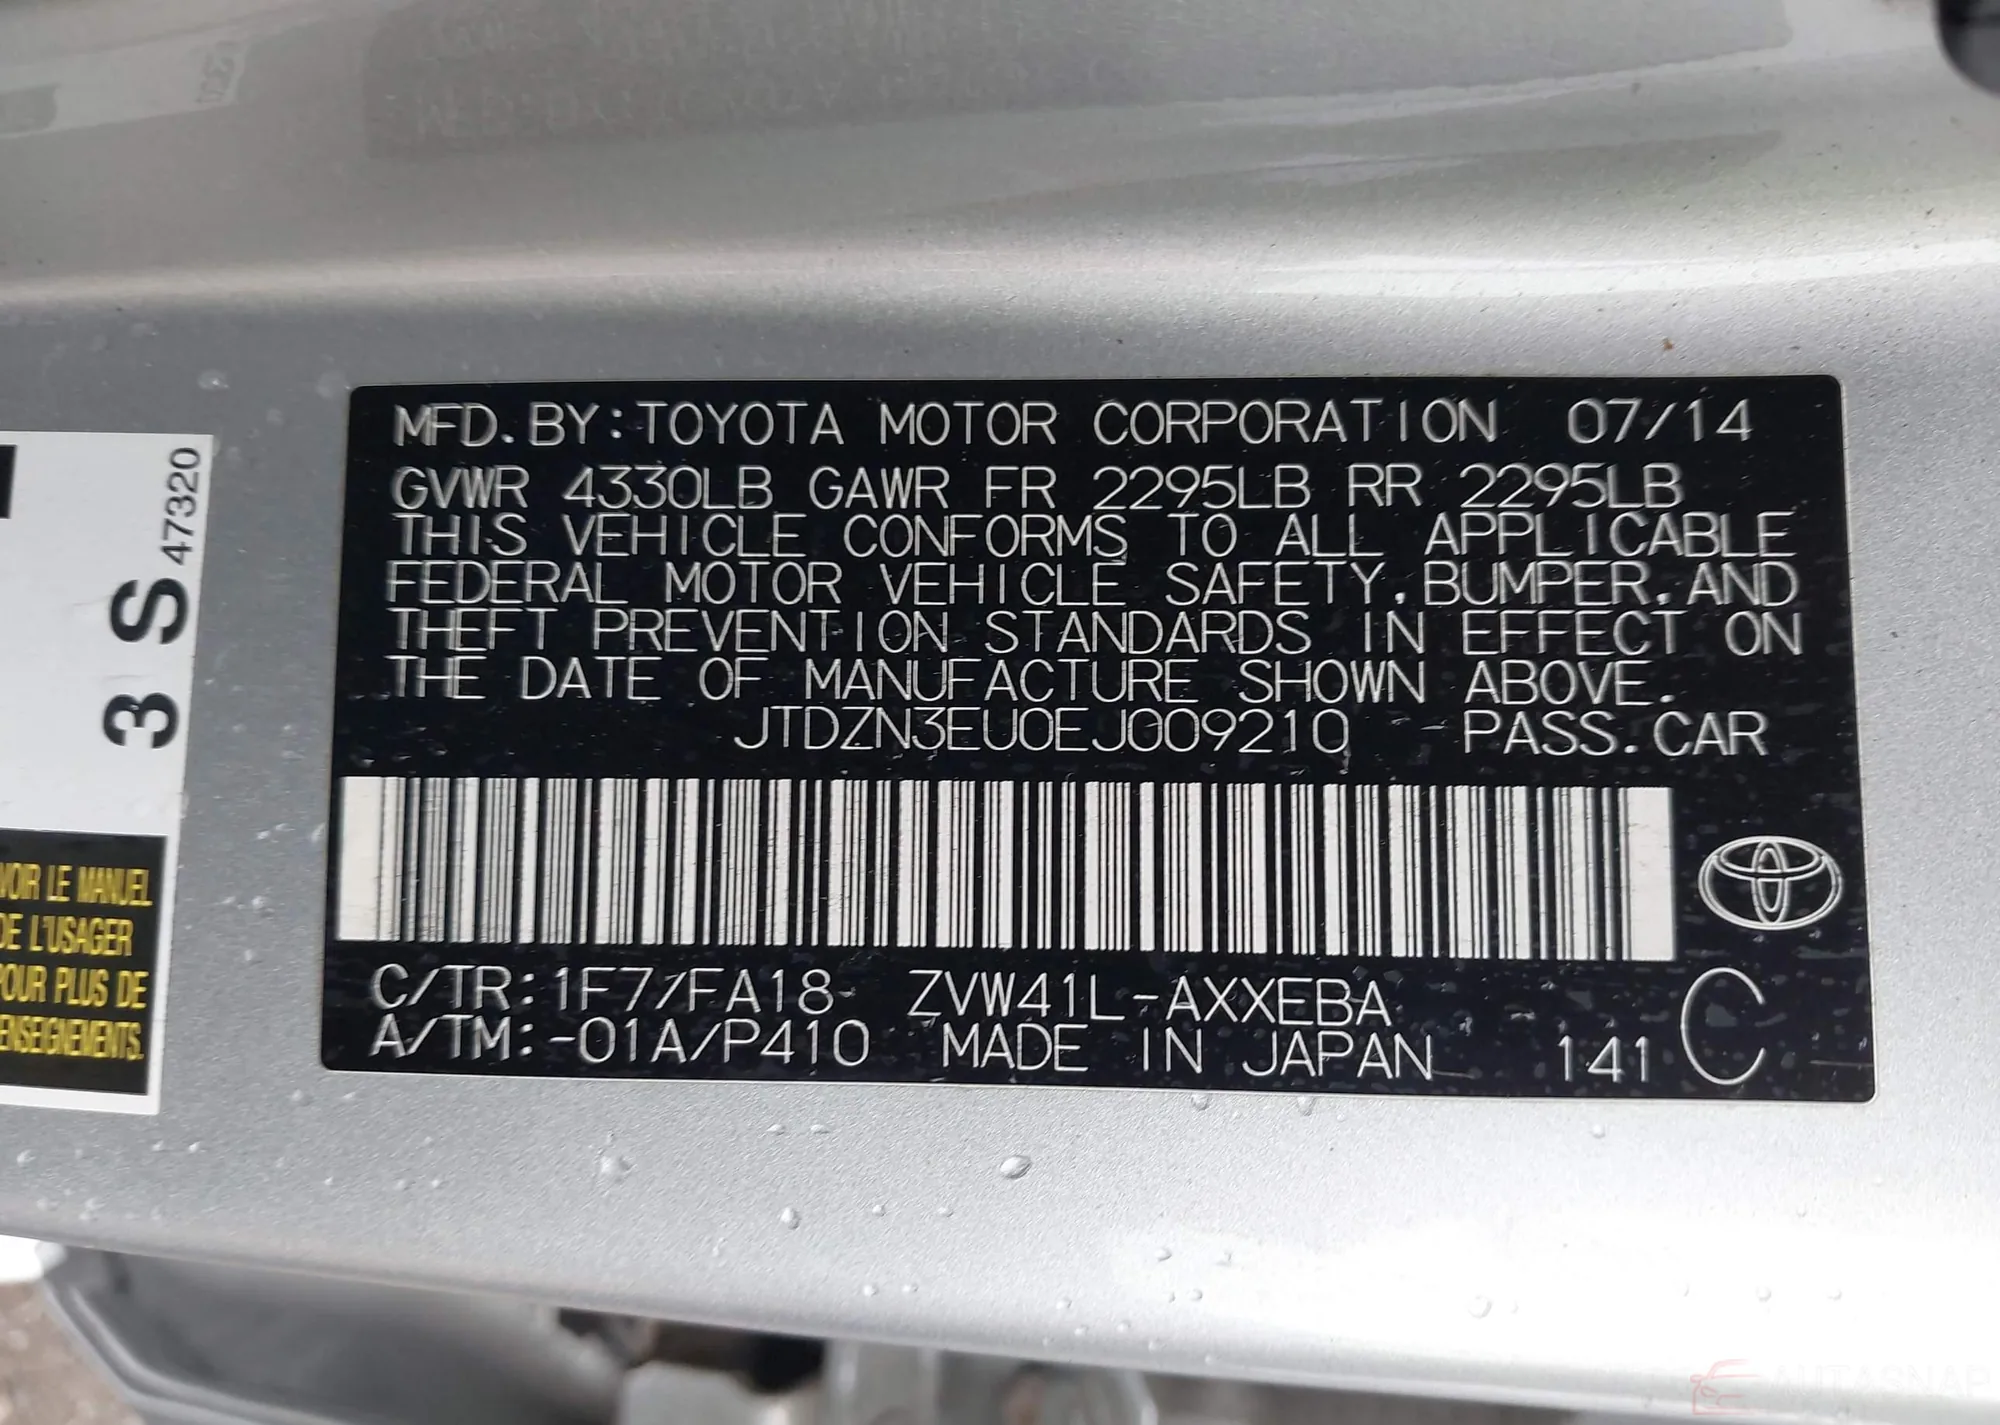 MFD. BY: TOYOTA MOTOR CORPORATION 07/14
GVWR 4330LB GAWR FR 2295LB RR 2295LB
THIS VEHICLE CONFORMS TO ALL APPLICABLE
FEDERAL MOTOR VEHICLE SAFETY, BUMPER, AND
THEFT PREVENTION STANDARDS IN EFFECT ON
THE DATE OF MANUFACTURE SHOWN ABOVE.
JTDZN3EU0EJ009210 PASS. CAR
C/TR: 1F7/FA18 ZVW41L-AXXEBA
A/TM: -01A/P410 MADE IN JAPAN 141 C
3 S 47320
VOIR LE MANUEL
DE L'USAGER
POUR PLUS DE
RENSEIGNEMENTS.
AUTASNAP